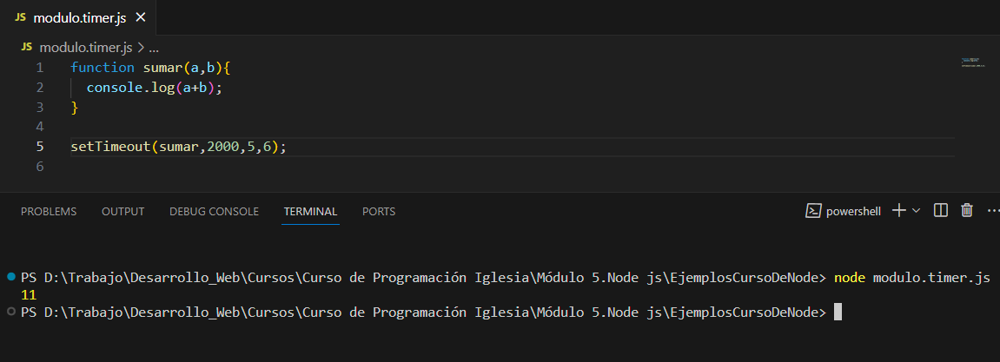 JS modulo.timer.js ×
JS modulo.timer.js > ...
1 function sumar(a,b){
2   console.log(a+b);
3 }
4
5 setTimeout(sumar,2000,5,6);
6
PROBLEMS OUTPUT DEBUG CONSOLE TERMINAL PORTS powershell
PS D:\Trabajo\Desarrollo_Web\Cursos\Curso de Programación Iglesia\Módulo 5.Node js\EjemplosCursoDeNode> node modulo.timer.js
11
PS D:\Trabajo\Desarrollo_Web\Cursos\Curso de Programación Iglesia\Módulo 5.Node js\EjemplosCursoDeNode>